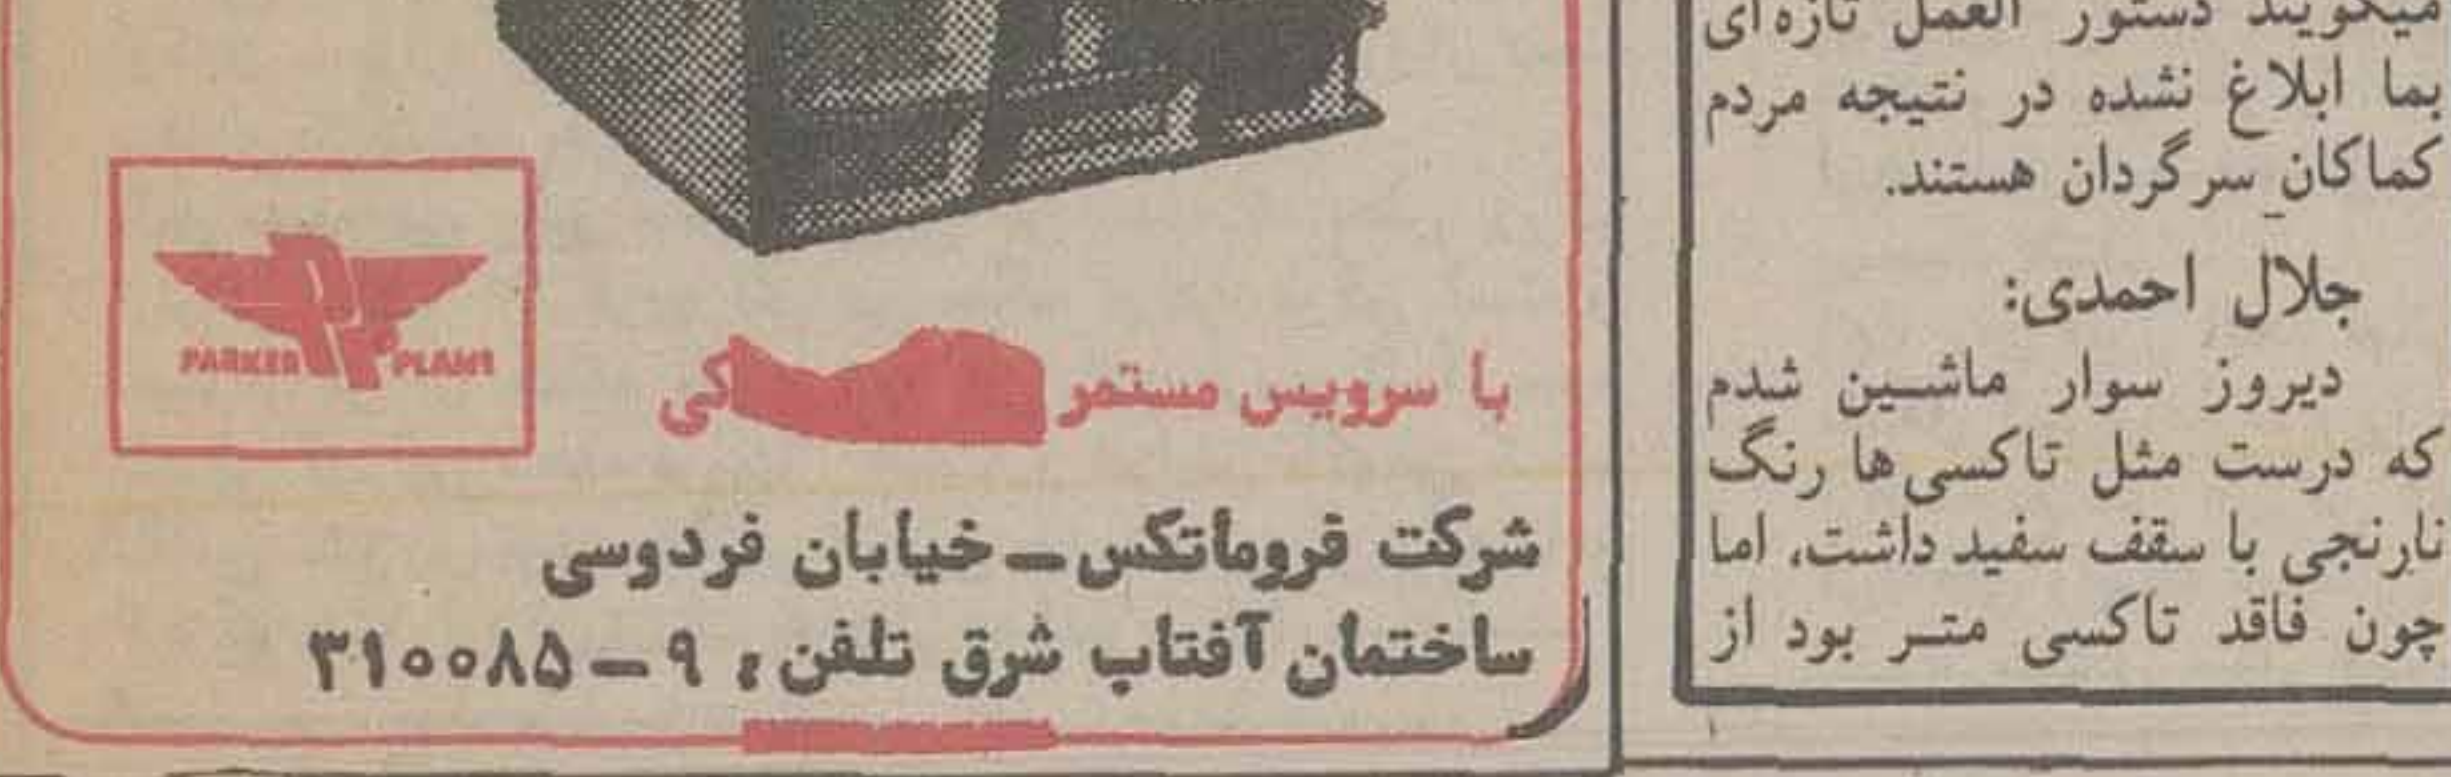 میگویند دستور العمل تازه‌ای
بما ابلاغ نشده در نتیجه مردم
کماکان سرگردان هستند.
جلال احمدی:
دیروز سوار ماشین شدم
که درست مثل تاکسی‌ها رنگ
نارنجی با سقف سفید داشت، اما
چون فاقد تاکسی متر بود از
PARKER PLAMS
با سرویس مستمر
شرکت فروماتکس ـ خیابان فردوسی
ساختمان آفتاب شرق تلفن، ۹ ـ ۳۱۰۰۸۵